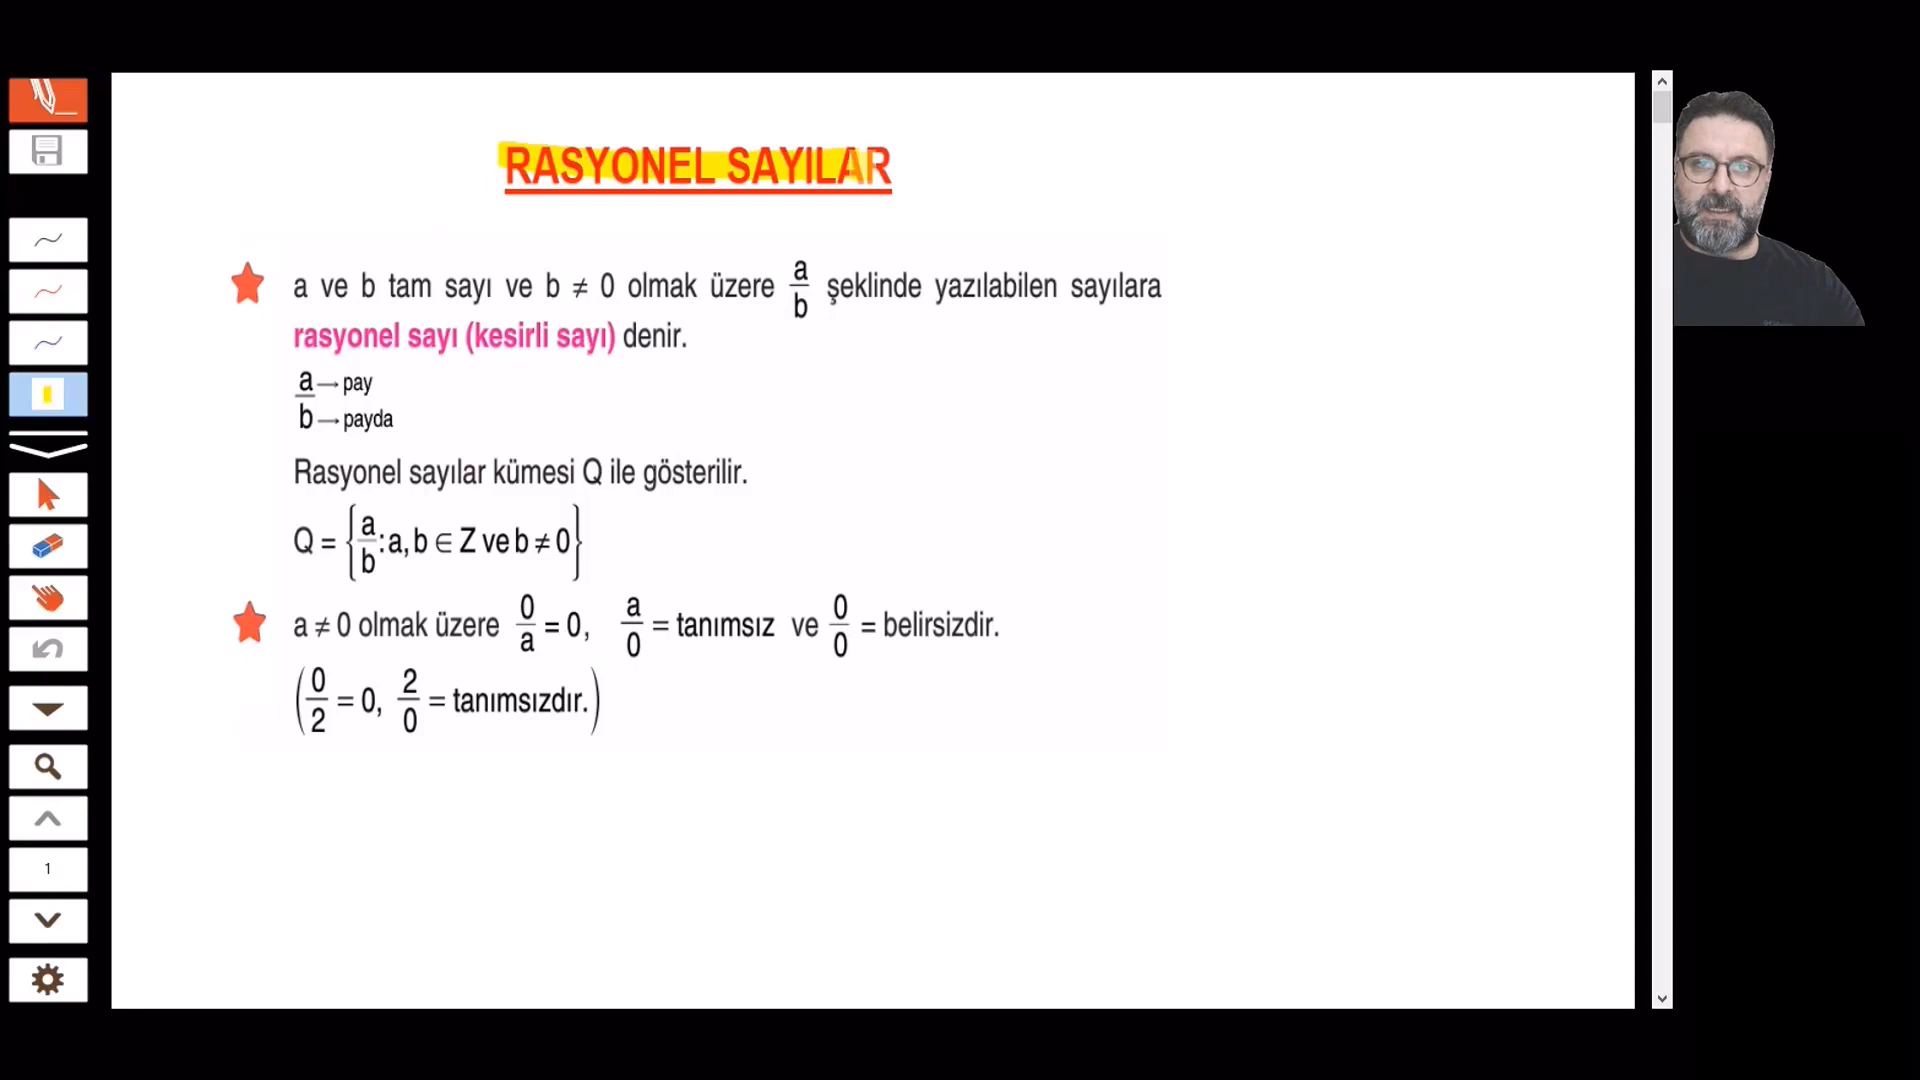 RASYONEL SAYILAR
a ve b tam sayı ve b ≠ 0 olmak üzere a/b şeklinde yazılabilen sayılara
rasyonel sayı (kesirli sayı) denir.
a → pay
b → payda
Rasyonel sayılar kümesi Q ile gösterilir.
Q = {a/b : a, b ∈ Z ve b ≠ 0}
a ≠ 0 olmak üzere 0/a = 0, a/0 = tanımsız ve 0/0 = belirsizdir.
(0/2 = 0, 2/0 = tanımsızdır.)
1